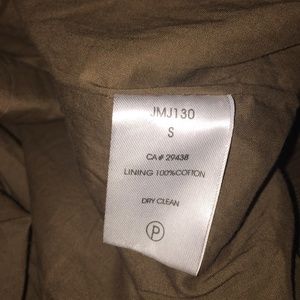 JMJ130
S
CA# 29438
LINING 100%COTTON
DRY CLEAN
P